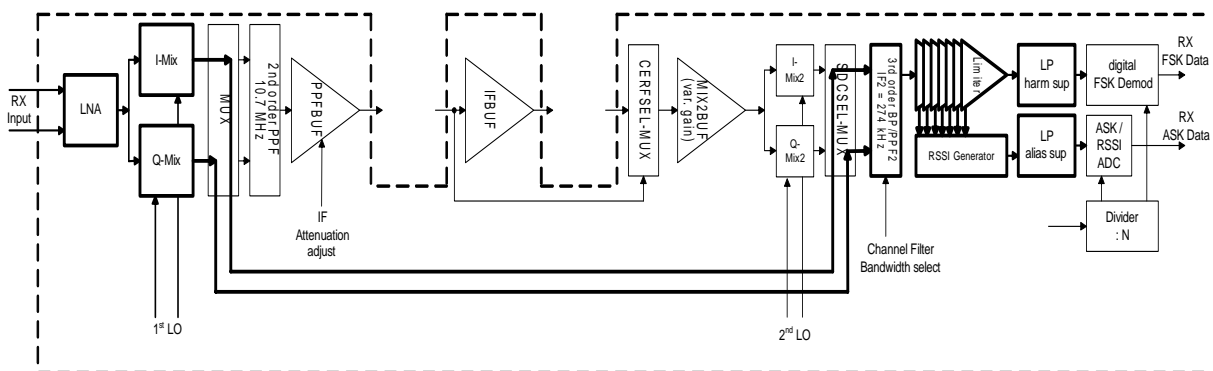 RX
Input
LNA
I-Mix
Q-Mix
1st LO
MUX
2nd order PPF
10.7 MHz
PPFBUF
IF
Attenuation
adjust
IFBUF
CERFSEL-MUX
MIX2BUF
(var. gain)
I-
Mix2
Q-
Mix2
2nd LO
SDCSEL-MUX
3rd order BP/PPF2
IF2 = 274 kHz
Channel Filter
Bandwidth select
Limiter
RSSI Generator
LP
harm sup
LP
alias sup
digital
FSK Demod
ASK /
RSSI
ADC
Divider
: N
RX
FSK Data
RX
ASK Data